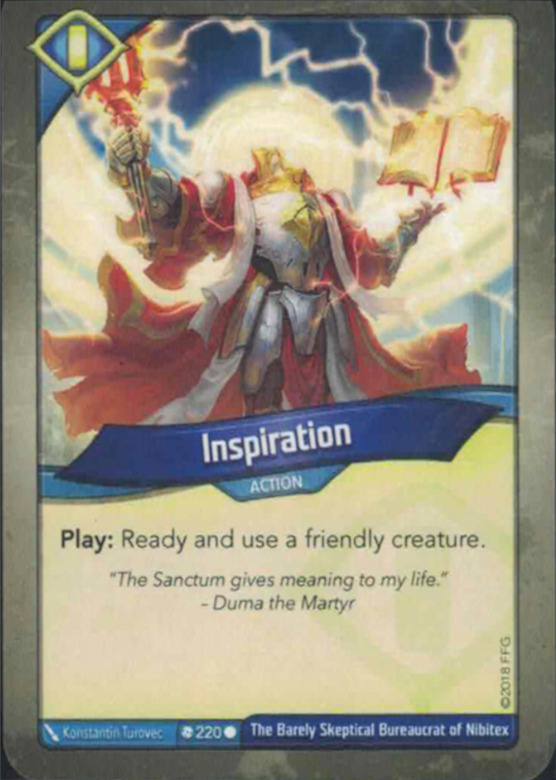 Inspiration
ACTION
Play: Ready and use a friendly creature.
"The Sanctum gives meaning to my life."
- Duma the Martyr
©2018 FFG
Konstantin Turovec 220 The Barely Skeptical Bureaucrat of Nibitex